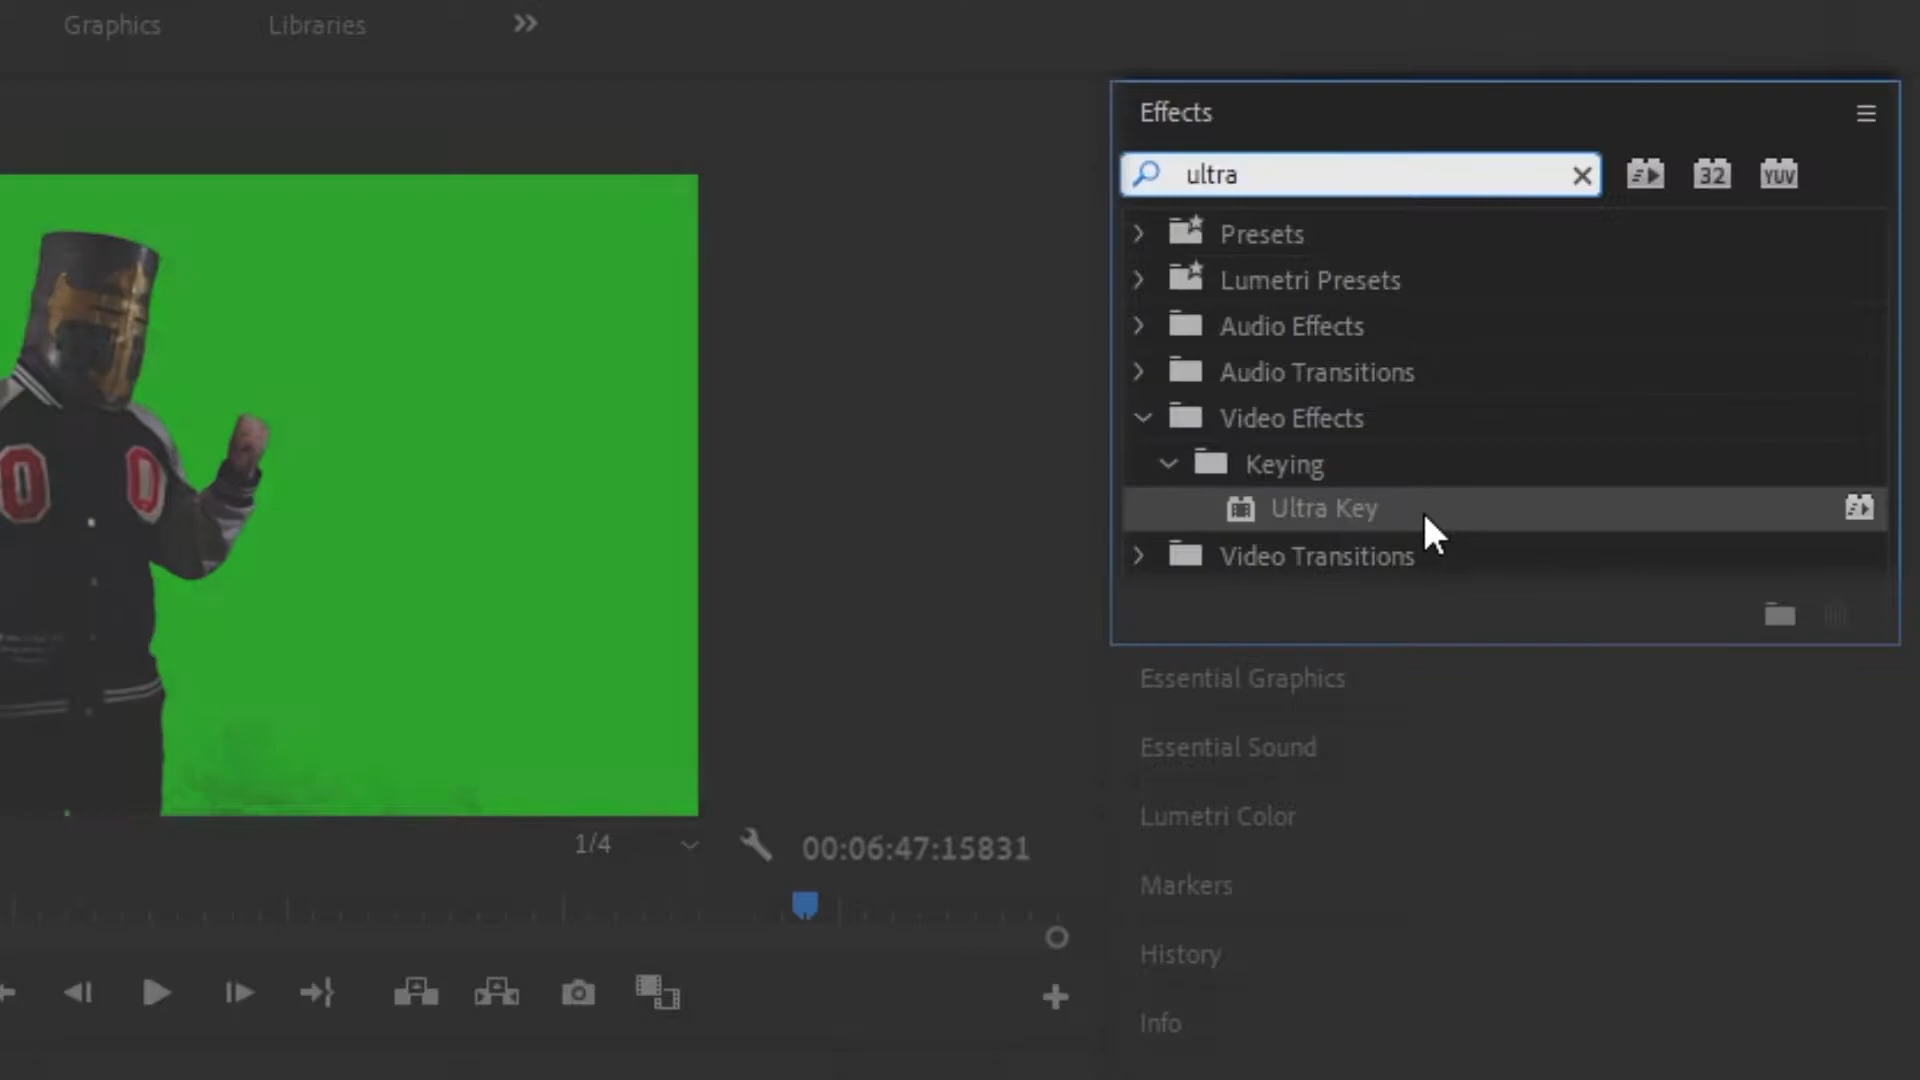 Graphics
Libraries
Effects
ultra
32
YUV
Presets
Lumetri Presets
Audio Effects
Audio Transitions
Video Effects
Keying
Ultra Key
Video Transitions
O
O
Essential Graphics
Essential Sound
Lumetri Color
Markers
History
Info
1/4
00:06:47:15831